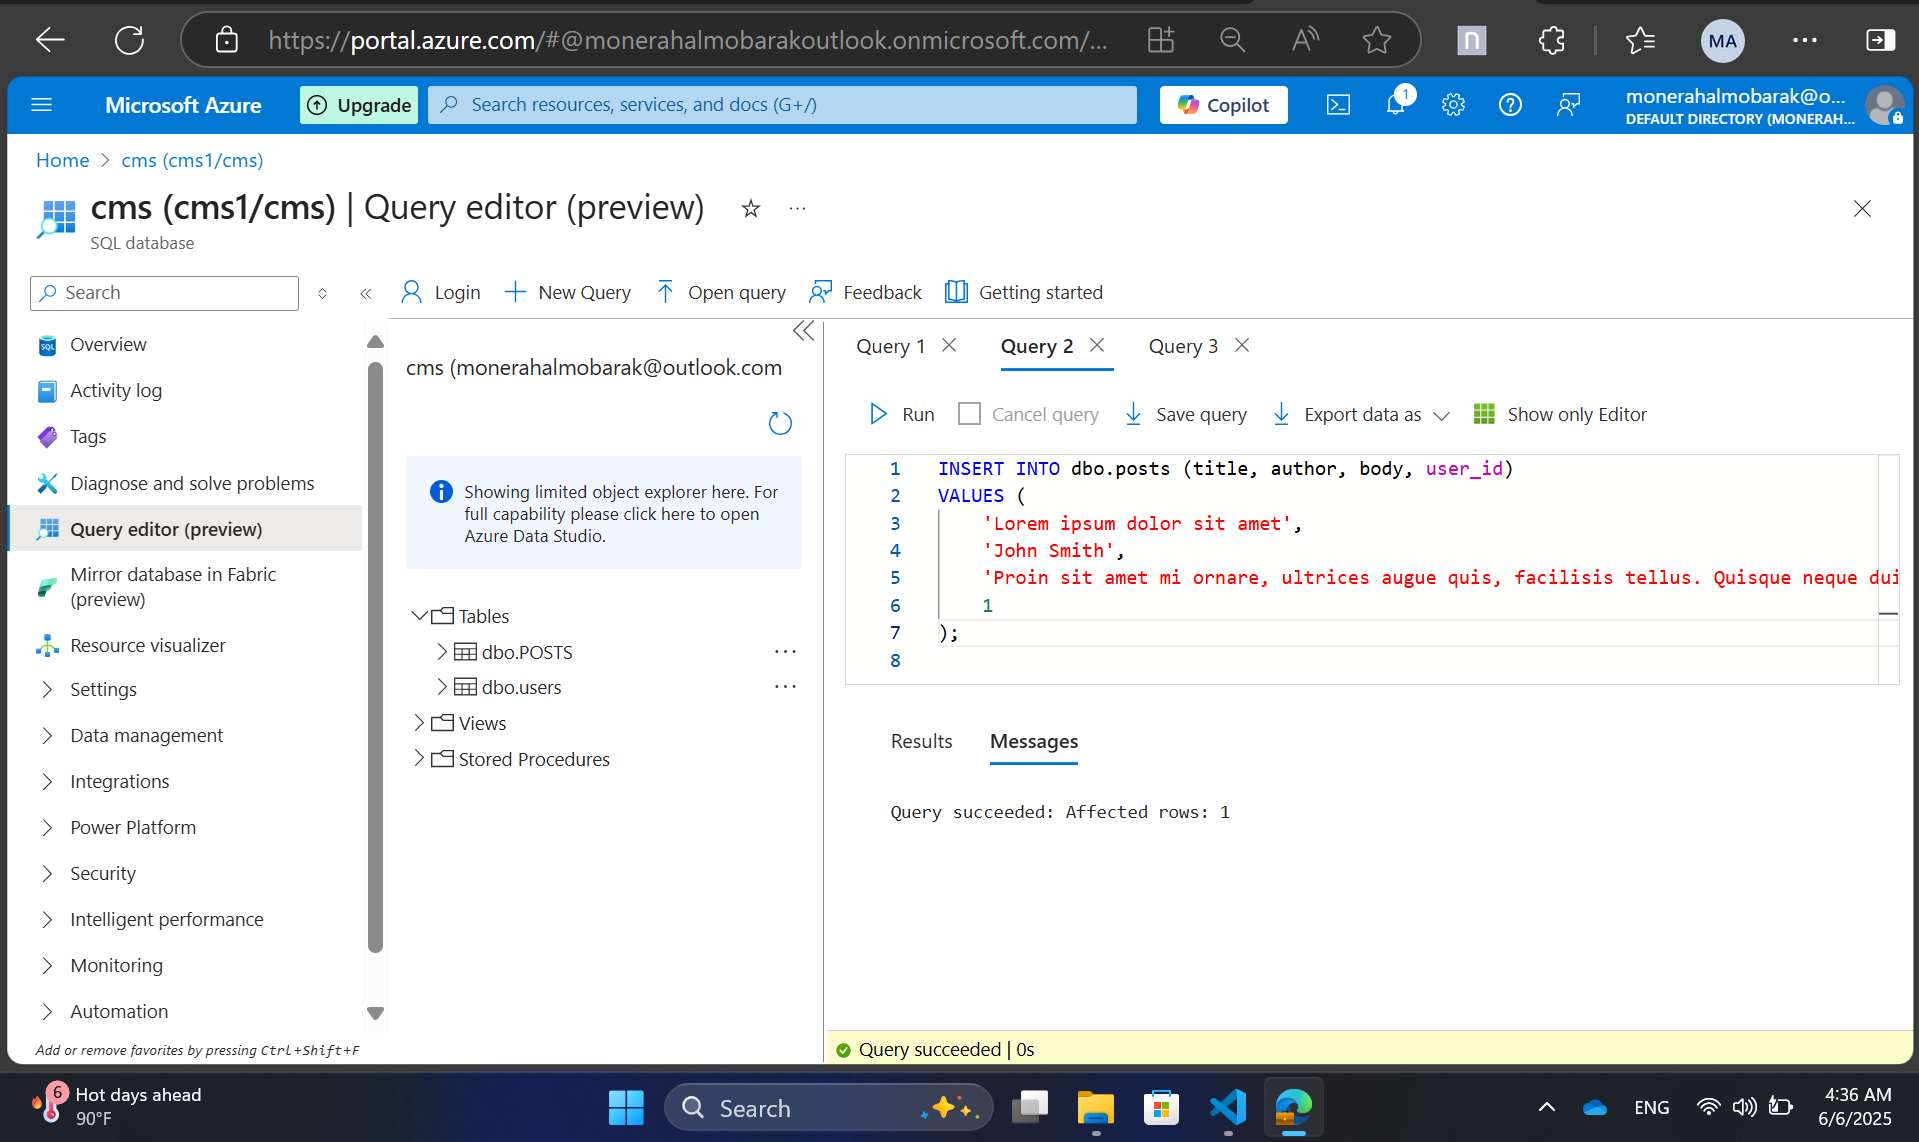 https://portal.azure.com/#@monerahalmobarakoutlook.onmicrosoft.com/...
n
MA
Microsoft Azure
Upgrade
Search resources, services, and docs (G+/)
Copilot
1
monerahalmobarak@o...
DEFAULT DIRECTORY (MONERAH...
Home > cms (cms1/cms)
cms (cms1/cms) | Query editor (preview)
SQL database
Search
Login
New Query
Open query
Feedback
Getting started
Overview
Activity log
Tags
Diagnose and solve problems
Query editor (preview)
Mirror database in Fabric
(preview)
Resource visualizer
Settings
Data management
Integrations
Power Platform
Security
Intelligent performance
Monitoring
Automation
Add or remove favorites by pressing Ctrl+Shift+F
cms (monerahalmobarak@outlook.com
Showing limited object explorer here. For
full capability please click here to open
Azure Data Studio.
Tables
dbo.POSTS
dbo.users
Views
Stored Procedures
Query 1
Query 2
Query 3
Run
Cancel query
Save query
Export data as
Show only Editor
1 INSERT INTO dbo.posts (title, author, body, user_id)
2 VALUES (
3 'Lorem ipsum dolor sit amet',
4 'John Smith',
5 'Proin sit amet mi ornare, ultrices augue quis, facilisis tellus. Quisque neque dui
6 1
7 );
8
Results
Messages
Query succeeded: Affected rows: 1
Query succeeded | 0s
6
Hot days ahead
90°F
Search
ENG
4:36 AM
6/6/2025